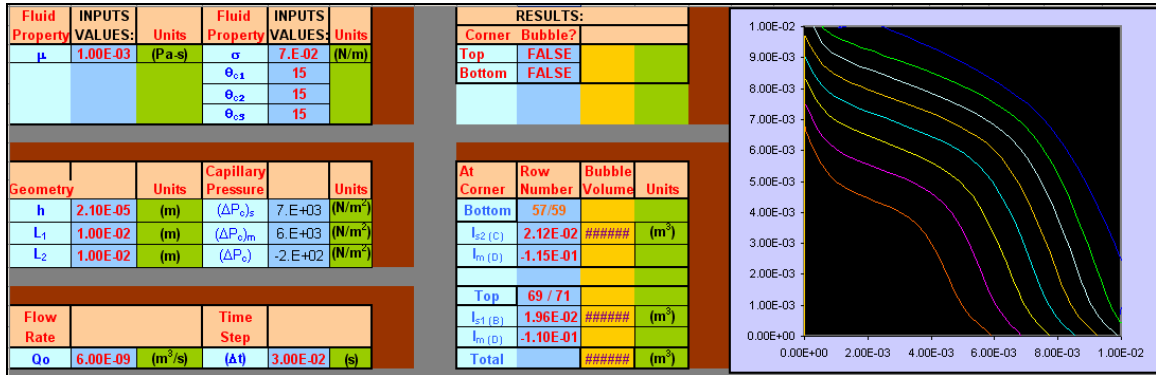 Fluid INPUTS Fluid INPUTS
Property VALUES: Units Property VALUES: Units
μ 1.00E-03 (Pa-s) σ 7.E-02 (N/m)
θc1 15
θc2 15
θc3 15
Capillary
Geometry Units Pressure Units
h 2.10E-05 (m) (ΔPc)s 7.E+03 (N/m²)
L1 1.00E-02 (m) (ΔPc)m 6.E+03 (N/m²)
L2 1.00E-02 (m) (ΔPc) -2.E+02 (N/m²)
Flow Time
Rate Step
Qo 6.00E-09 (m³/s) (Δt) 3.00E-02 (s)
RESULTS:
Corner Bubble?
Top FALSE
Bottom FALSE
At Row Bubble
Corner Number Volume Units
Bottom 57/59
Is2 (C) 2.12E-02 ###### (m³)
Im (D) -1.15E-01
Top 69 / 71
Is1 (B) 1.96E-02 ###### (m³)
Im (D) -1.10E-01
Total ###### (m³)
1.00E-02
9.00E-03
8.00E-03
7.00E-03
6.00E-03
5.00E-03
4.00E-03
3.00E-03
2.00E-03
1.00E-03
0.00E+00
0.00E+00 2.00E-03 4.00E-03 6.00E-03 8.00E-03 1.00E-02